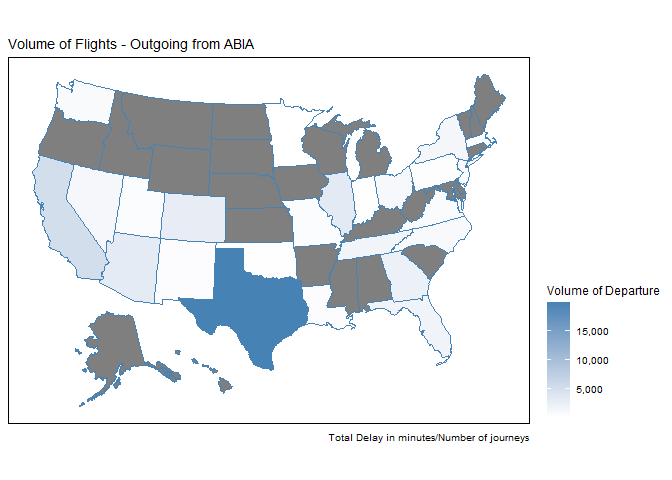 Volume of Flights - Outgoing from ABIA
Volume of Departure
15,000
10,000
5,000
Total Delay in minutes/Number of journeys